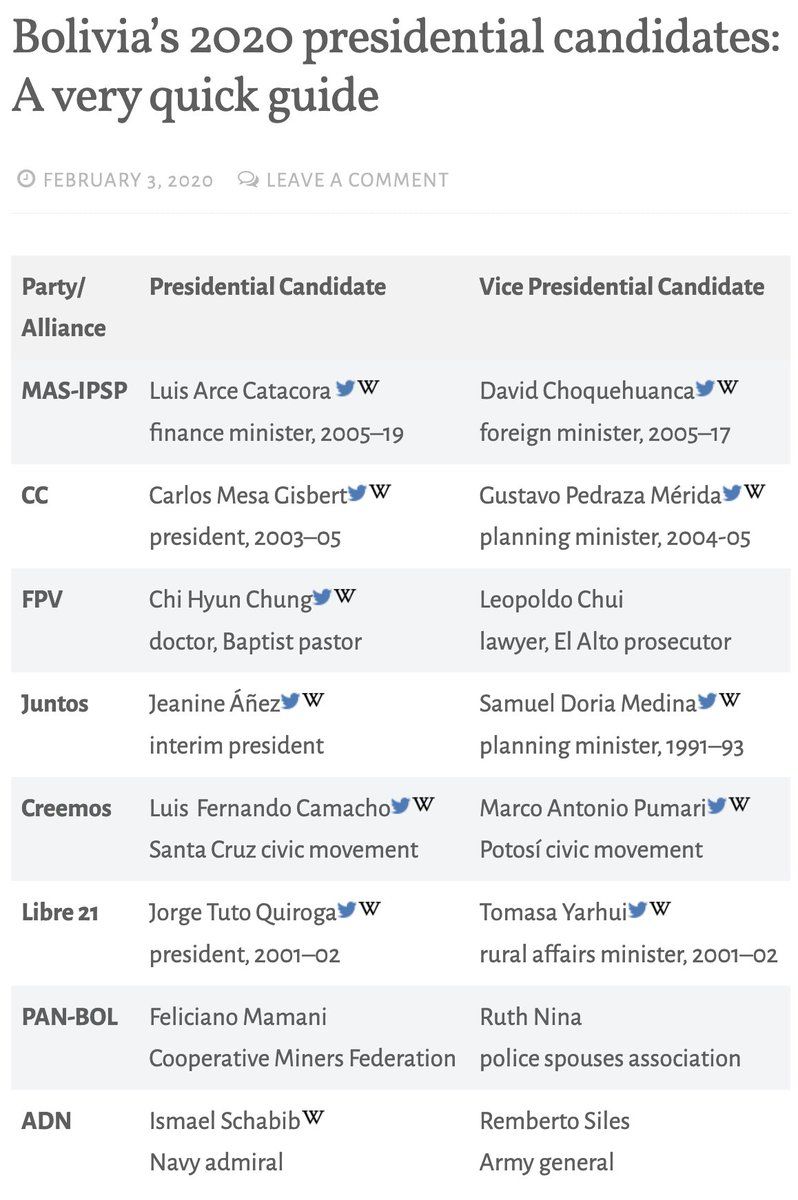 Bolivia's 2020 presidential candidates:
A very quick guide
FEBRUARY 3, 2020 LEAVE A COMMENT
Party/ Presidential Candidate Vice Presidential Candidate
Alliance
MAS-IPSP Luis Arce Catacora W David Choquehuanca W
finance minister, 2005–19 foreign minister, 2005–17
CC Carlos Mesa Gisbert W Gustavo Pedraza Mérida W
president, 2003–05 planning minister, 2004-05
FPV Chi Hyun Chung W Leopoldo Chui
doctor, Baptist pastor lawyer, El Alto prosecutor
Juntos Jeanine Áñez W Samuel Doria Medina W
interim president planning minister, 1991–93
Creemos Luis Fernando Camacho W Marco Antonio Pumari W
Santa Cruz civic movement Potosí civic movement
Libre 21 Jorge Tuto Quiroga W Tomasa Yarhui W
president, 2001–02 rural affairs minister, 2001–02
PAN-BOL Feliciano Mamani Ruth Nina
Cooperative Miners Federation police spouses association
ADN Ismael Schabib W Remberto Siles
Navy admiral Army general